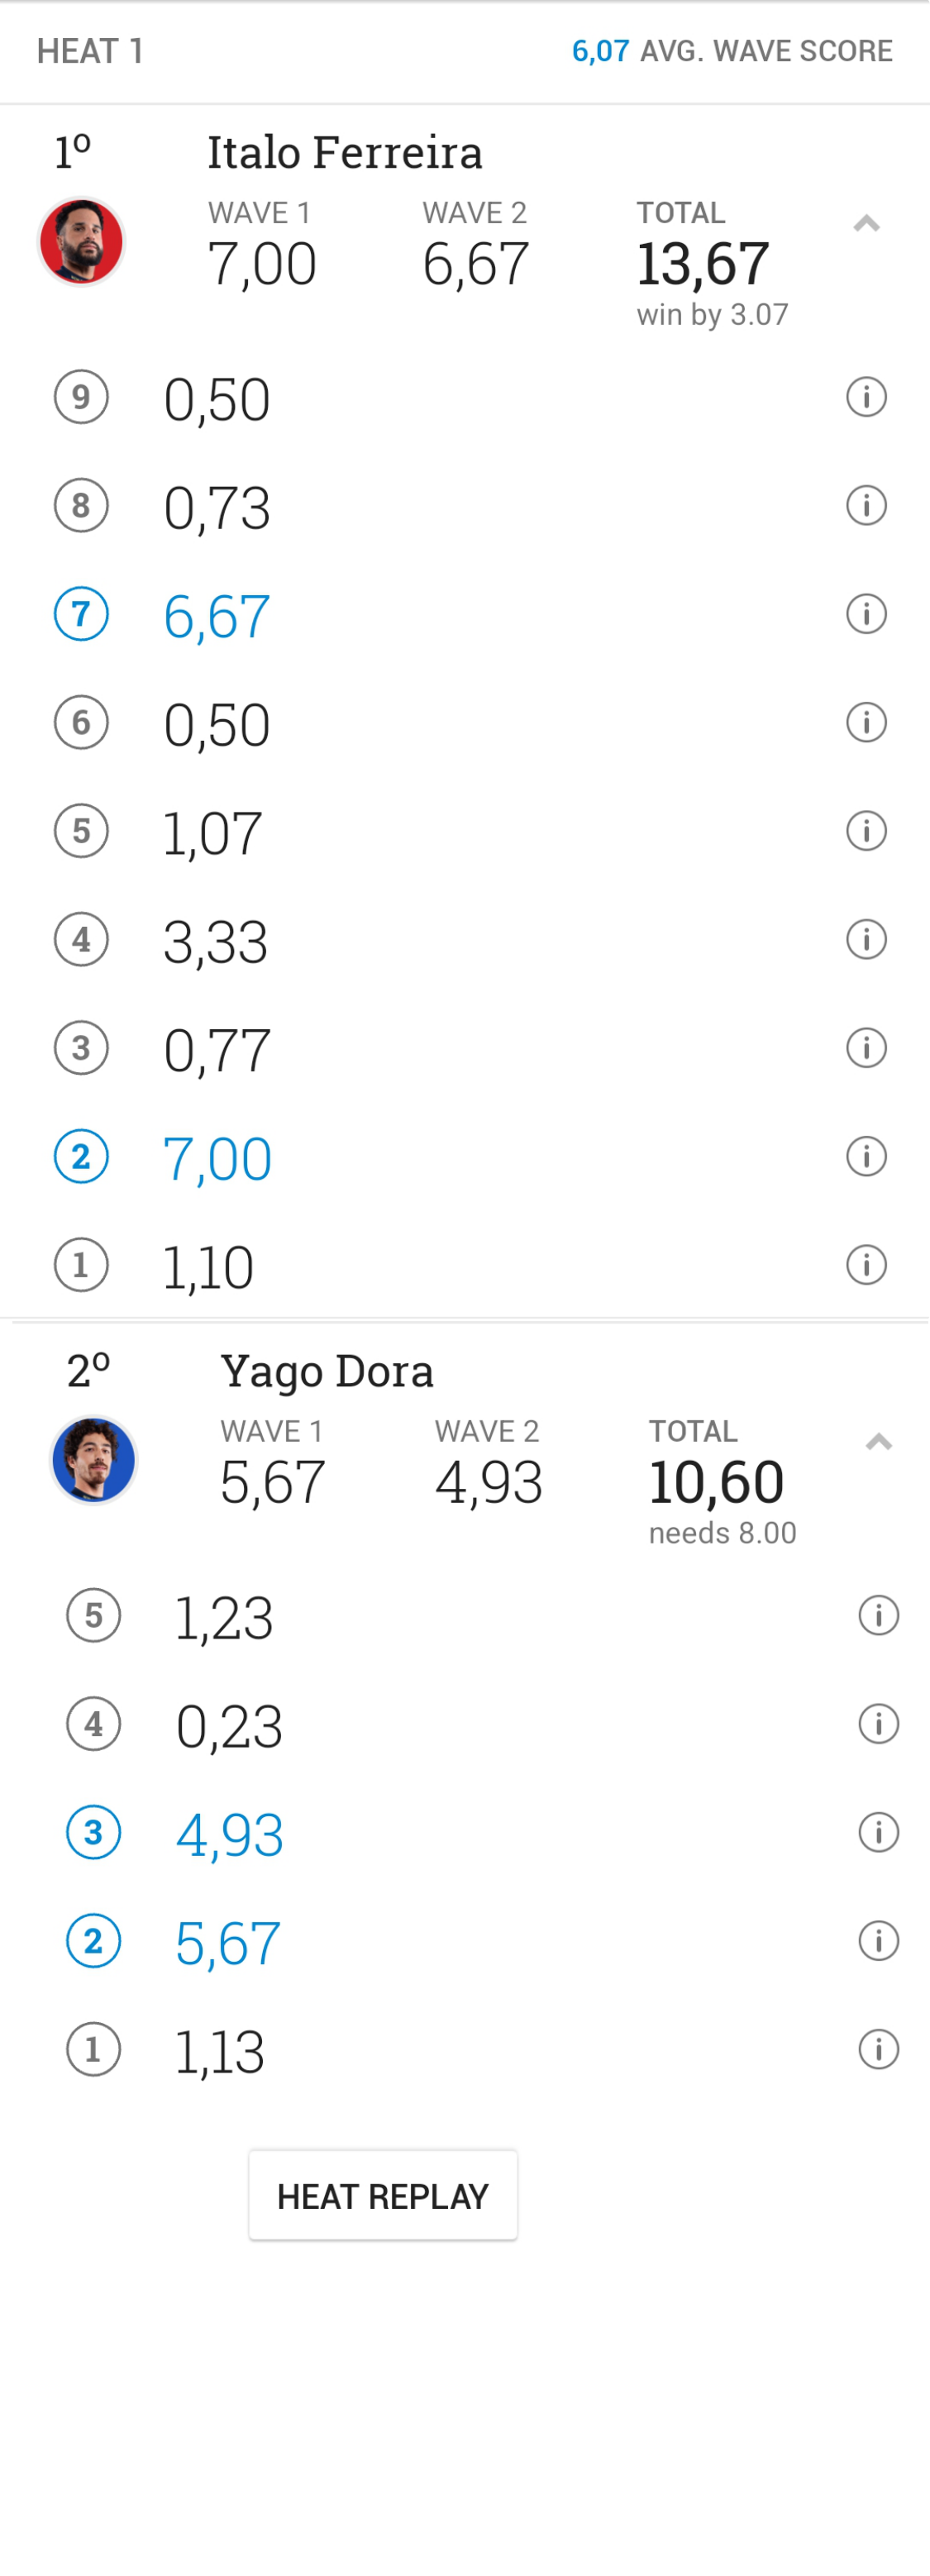 HEAT 1 6,07 AVG. WAVE SCORE
1º Italo Ferreira
WAVE 1 WAVE 2 TOTAL
7,00 6,67 13,67
win by 3.07
9 0,50
8 0,73
7 6,67
6 0,50
5 1,07
4 3,33
3 0,77
2 7,00
1 1,10
2º Yago Dora
WAVE 1 WAVE 2 TOTAL
5,67 4,93 10,60
needs 8.00
5 1,23
4 0,23
3 4,93
2 5,67
1 1,13
HEAT REPLAY